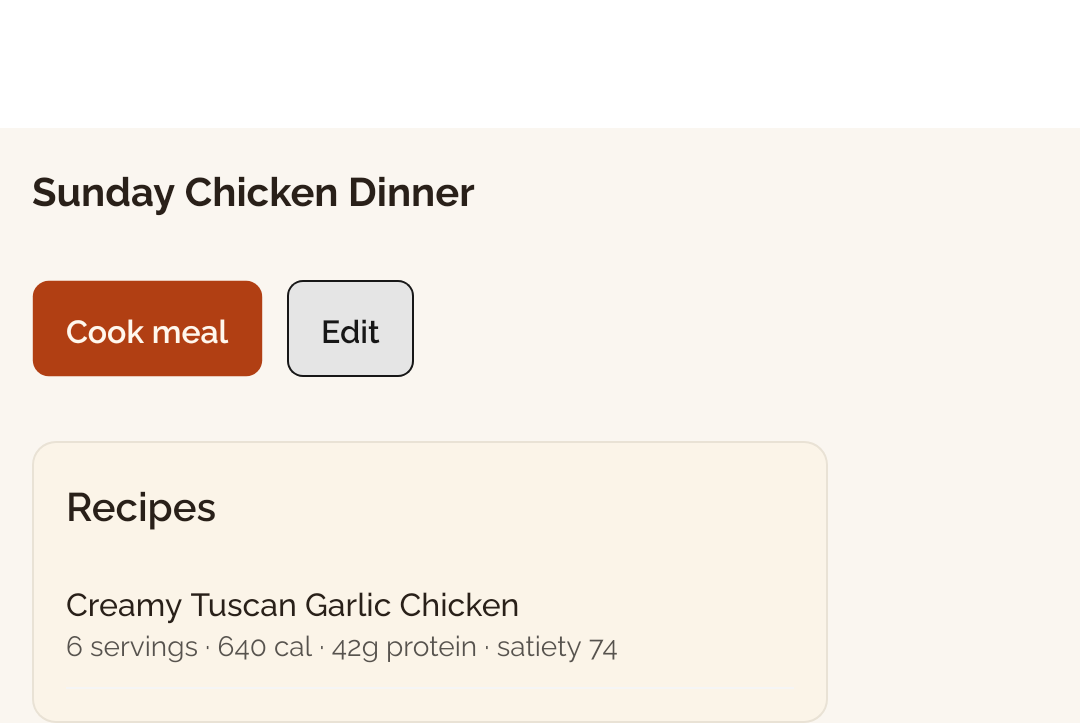 Sunday Chicken Dinner
Cook meal
Edit
Recipes
Creamy Tuscan Garlic Chicken
6 servings · 640 cal · 42g protein · satiety 74